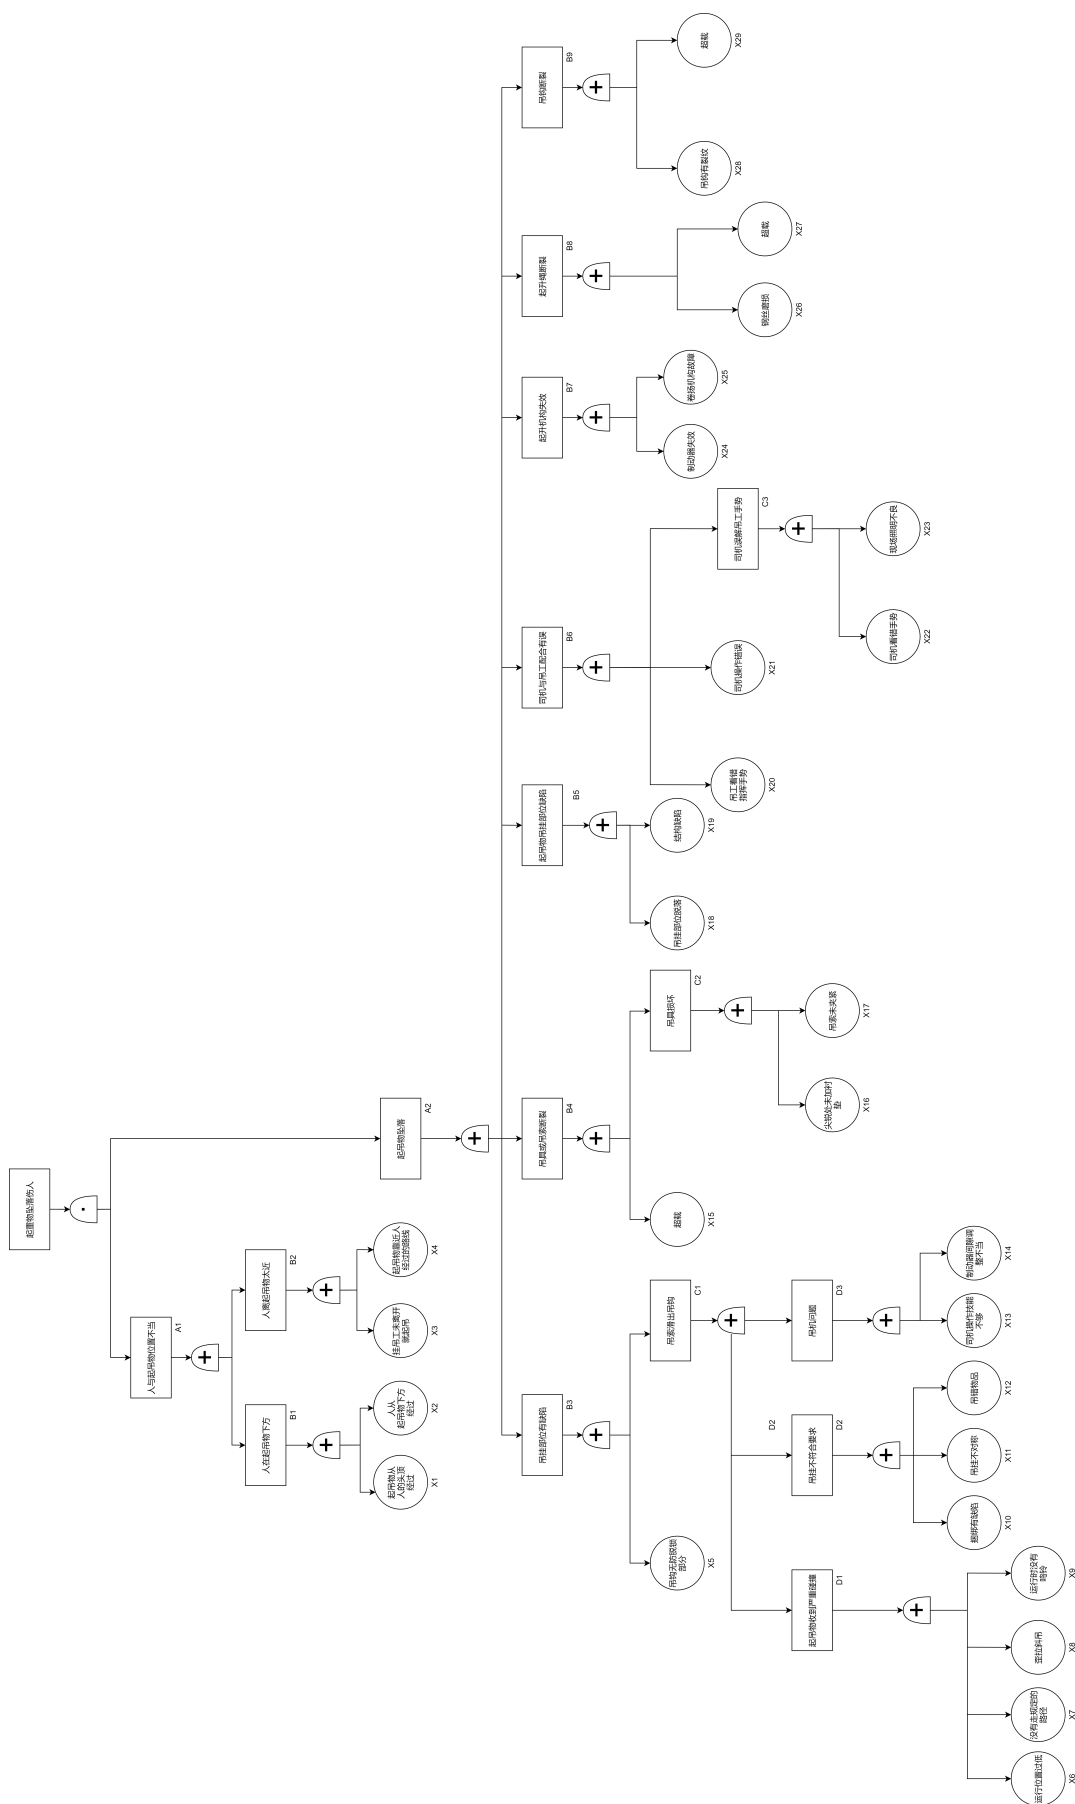 起重物坠落伤人
人与起吊物位置不当
A1
人在起吊物下方
B1
起吊物从
人的头顶
经过
X1
人从
起吊物下方
经过
X2
人离起吊物太近
B2
挂吊工未离开
就起吊
X3
起吊物靠近人
经过的路线
X4
起吊物坠落
A2
吊挂部位有缺陷
B3
吊钩无防脱锁
部分
X5
吊索滑出吊钩
C1
起吊物收到严重碰撞
D1
运行位置过低
X6
没有走规定的
路径
X7
歪拉斜吊
X8
运行时没有
响铃
X9
吊挂不符合要求
D2
D2
捆绑有缺陷
X10
吊挂不对称
X11
吊错物品
X12
吊机问题
D3
司机操作技能
不够
X13
制动器间隙调
整不当
X14
吊具或吊索断裂
B4
超载
X15
吊具损坏
C2
尖锐处未加衬
垫
X16
吊索未夹紧
X17
起吊物吊挂部位缺陷
B5
吊挂部位脱落
X18
结构缺陷
X19
司机与吊工配合有误
B6
吊工看错
指挥手势
X20
司机操作错误
X21
司机误解吊工手势
C3
司机看错手势
X22
现场照明不良
X23
起升机构失效
B7
制动器失效
X24
卷扬机构故障
X25
起升绳断裂
B8
钢丝磨损
X26
超载
X27
吊钩断裂
B9
吊钩有裂纹
X28
超载
X29